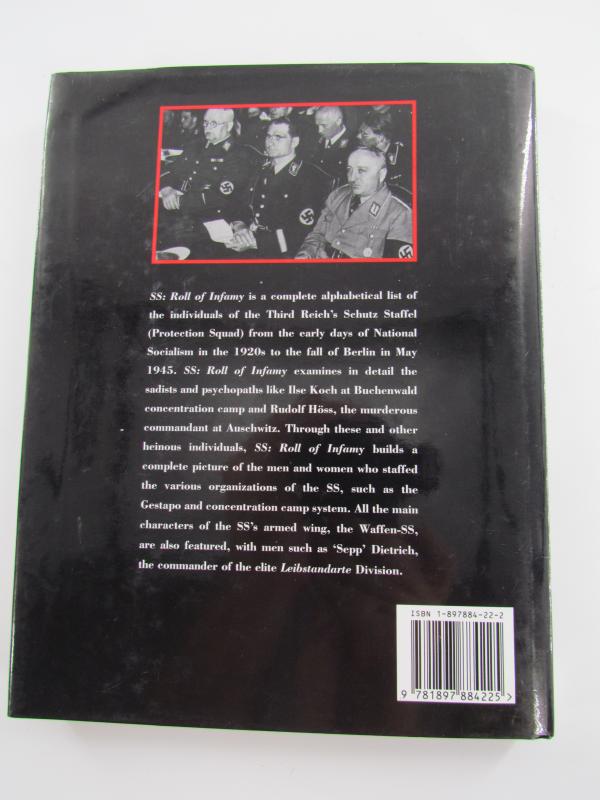 SS: Roll of Infamy is a complete alphabetical list of
the individuals of the Third Reich's Schutz Staffel
(Protection Squad) from the early days of National
Socialism in the 1920s to the fall of Berlin in May
1945. SS: Roll of Infamy examines in detail the
sadists and psychopaths like Ilse Koch at Buchenwald
concentration camp and Rudolf Höss, the murderous
commandant at Auschwitz. Through these and other
heinous individuals, SS: Roll of Infamy builds a
complete picture of the men and women who staffed
the various organizations of the SS, such as the
Gestapo and concentration camp system. All the main
characters of the SS's armed wing, the Waffen-SS,
are also featured, with men such as 'Sepp' Dietrich,
the commander of the elite Leibstandarte Division.
ISBN 1-897884-22-2
9 781897 884225 >